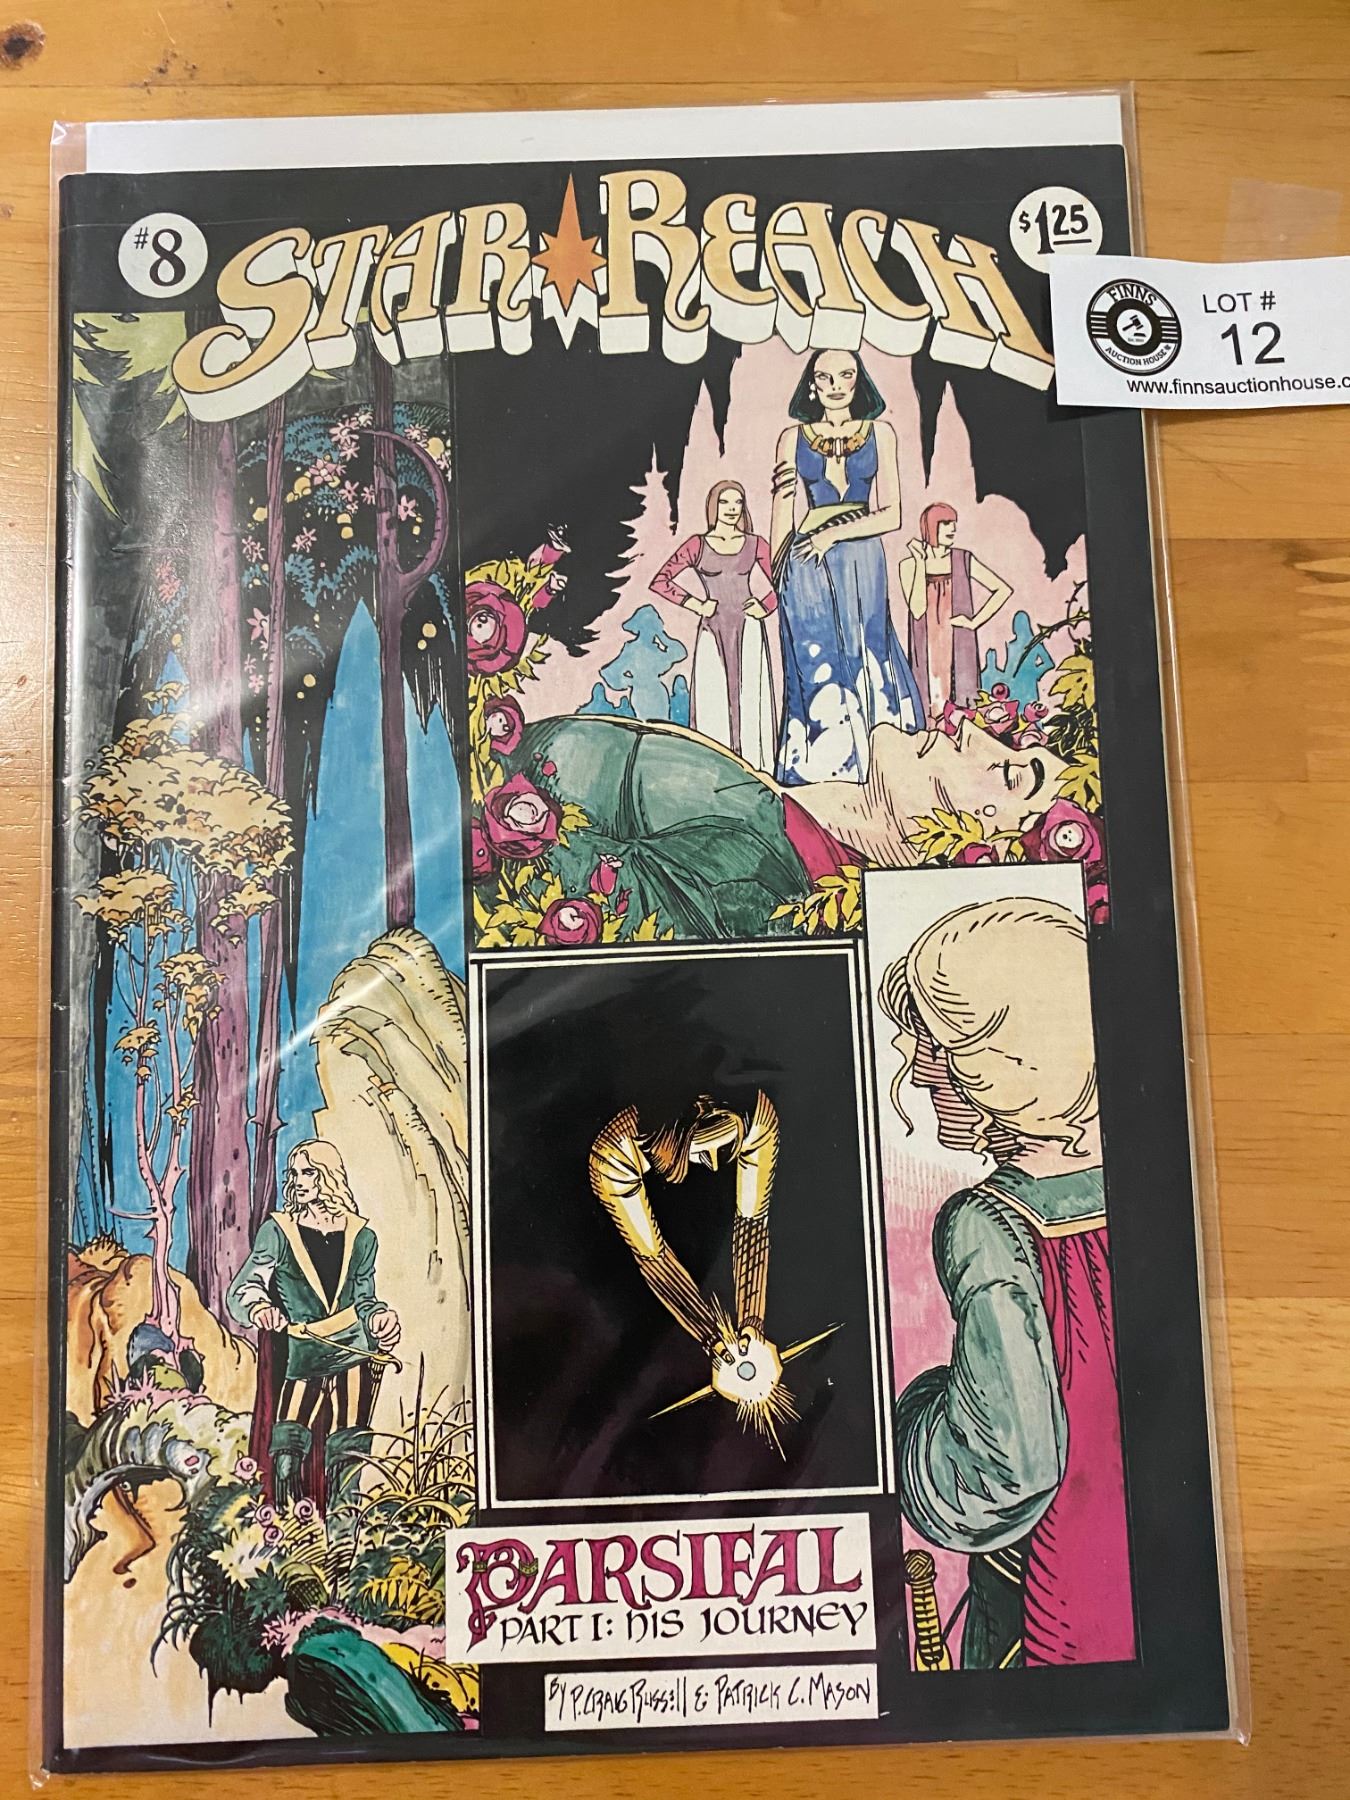 #8
STAR REACH
$1.25
FINNS
AUCTION HOUSE
LOT #
12
www.finnsauctionhouse.c
PARSIFAL
PART I: HIS JOURNEY
BY P. CRAIG RUSSELL & PATRICK C. MASON